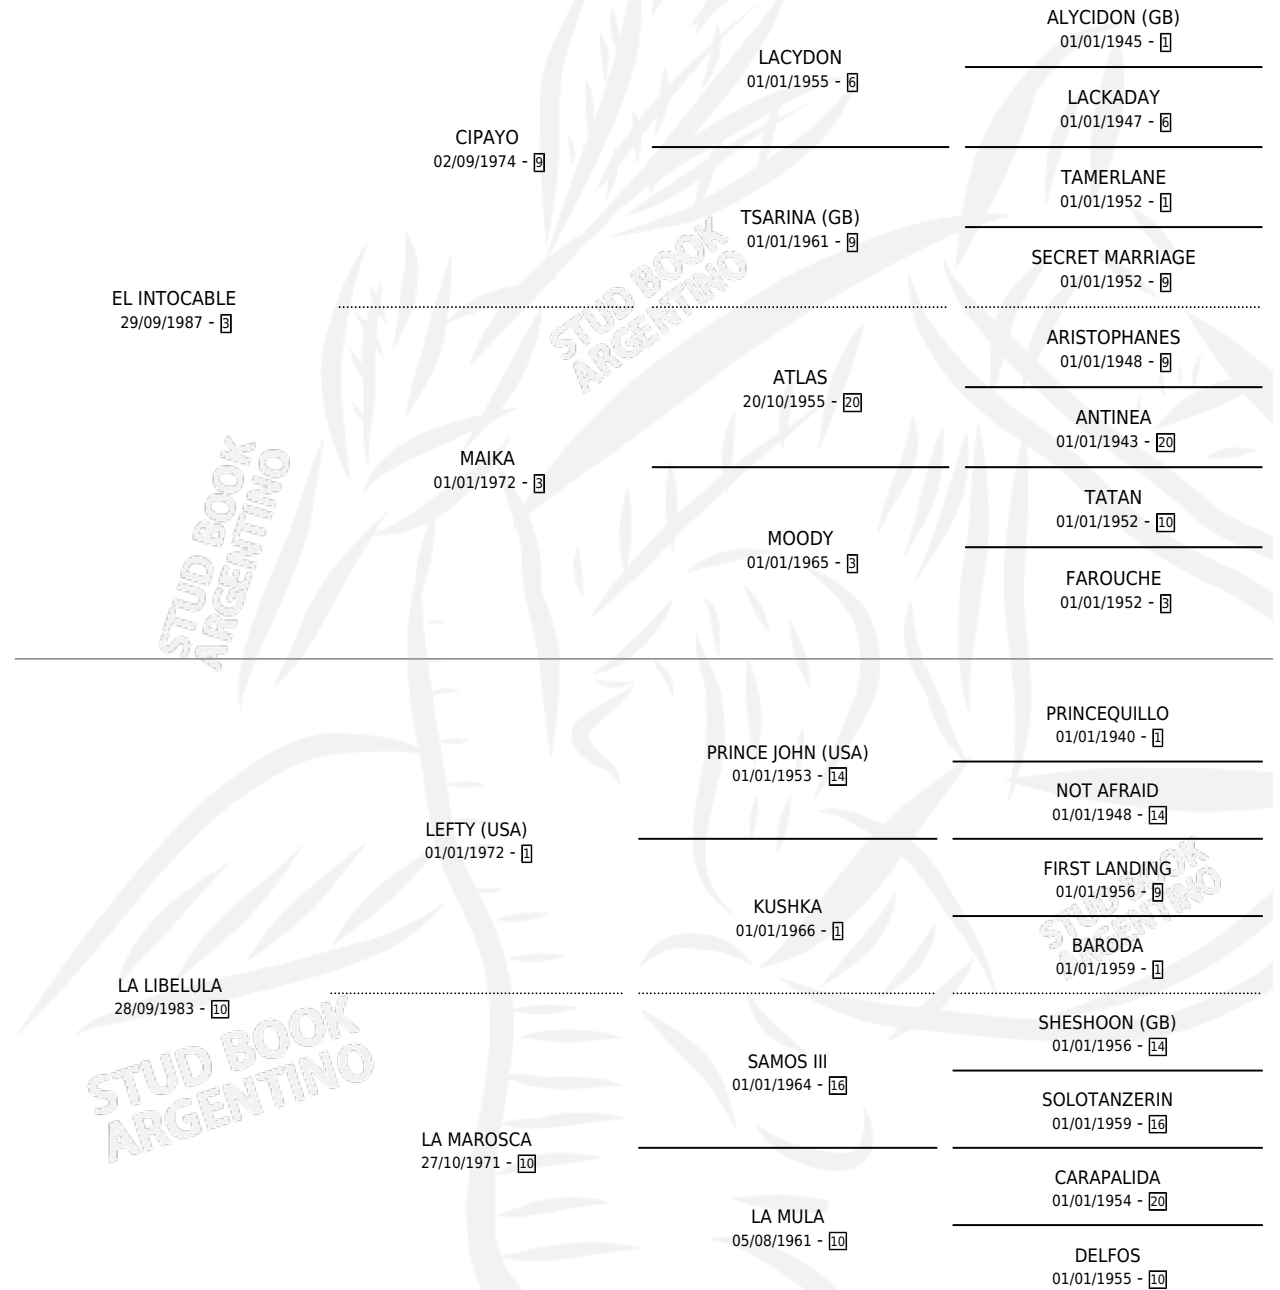 ALYCIDON (GB)
01/01/1945 - 1
LACYDON
01/01/1955 - 6
LACKADAY
01/01/1947 - 6
CIPAYO
02/09/1974 - 9
TAMERLANE
01/01/1952 - 1
TSARINA (GB)
01/01/1961 - 9
SECRET MARRIAGE
01/01/1952 - 9
EL INTOCABLE
29/09/1987 - 3
STUD BOOK
ARGENTINO
ARISTOPHANES
01/01/1948 - 9
ATLAS
20/10/1955 - 20
ANTINEA
01/01/1943 - 20
MAIKA
01/01/1972 - 3
TATAN
01/01/1952 - 10
MOODY
01/01/1965 - 3
FAROUCHE
01/01/1952 - 3
STUD BOOK
ARGENTINO
PRINCEQUILLO
01/01/1940 - 1
PRINCE JOHN (USA)
01/01/1953 - 14
NOT AFRAID
01/01/1948 - 14
LEFTY (USA)
01/01/1972 - 1
FIRST LANDING
01/01/1956 - 9
KUSHKA
01/01/1966 - 1
STUD BOOK
ARGENTINO
BARODA
01/01/1959 - 1
LA LIBELULA
28/09/1983 - 10
SHESHOON (GB)
01/01/1956 - 14
SAMOS III
01/01/1964 - 16
STUD BOOK
ARGENTINO
SOLOTANZERIN
01/01/1959 - 16
LA MAROSCA
27/10/1971 - 10
CARAPALIDA
01/01/1954 - 20
LA MULA
05/08/1961 - 10
DELFOS
01/01/1955 - 10